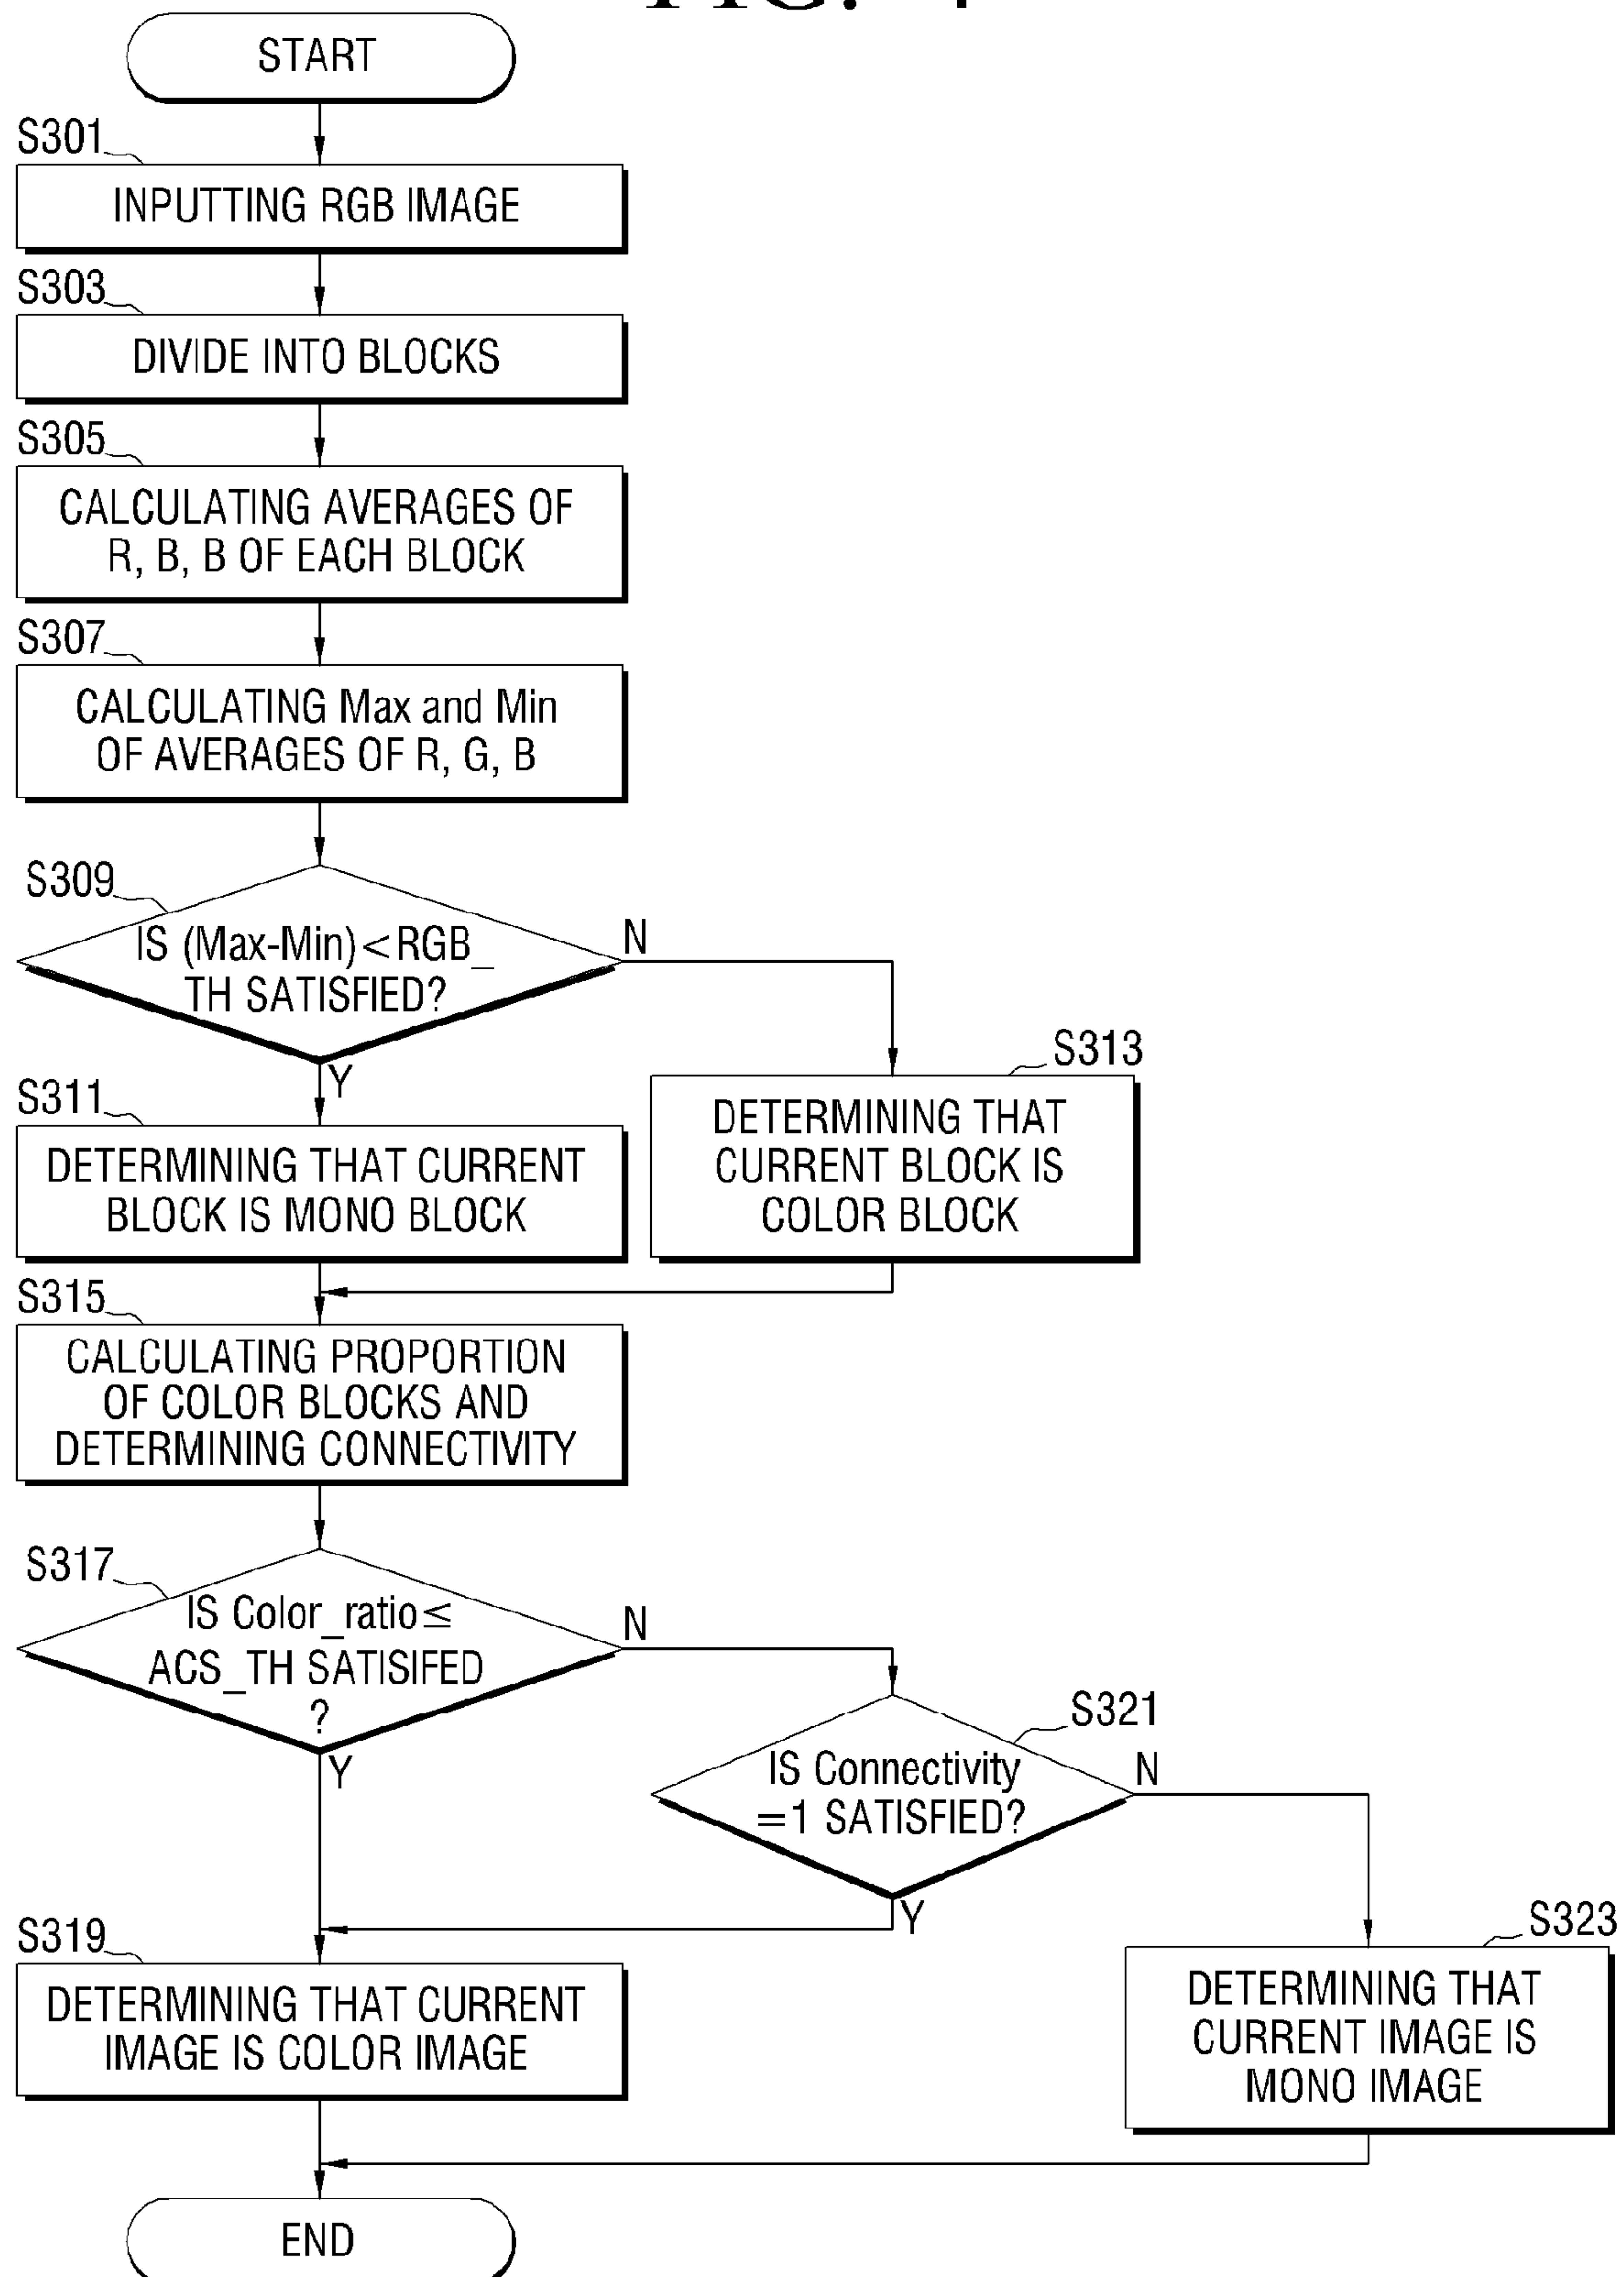 FIG. 4
START
S301
INPUTTING RGB IMAGE
S303
DIVIDE INTO BLOCKS
S305
CALCULATING AVERAGES OF
R, B, B OF EACH BLOCK
S307
CALCULATING Max and Min
OF AVERAGES OF R, G, B
S309
IS (Max-Min)<RGB_
TH SATISFIED?
N
Y
S313
DETERMINING THAT
CURRENT BLOCK IS
COLOR BLOCK
S311
DETERMINING THAT CURRENT
BLOCK IS MONO BLOCK
S315
CALCULATING PROPORTION
OF COLOR BLOCKS AND
DETERMINING CONNECTIVITY
S317
IS Color_ratio≤
ACS_TH SATISIFED
?
N
Y
S321
IS Connectivity
=1 SATISFIED?
N
Y
S319
DETERMINING THAT CURRENT
IMAGE IS COLOR IMAGE
S323
DETERMINING THAT
CURRENT IMAGE IS
MONO IMAGE
END